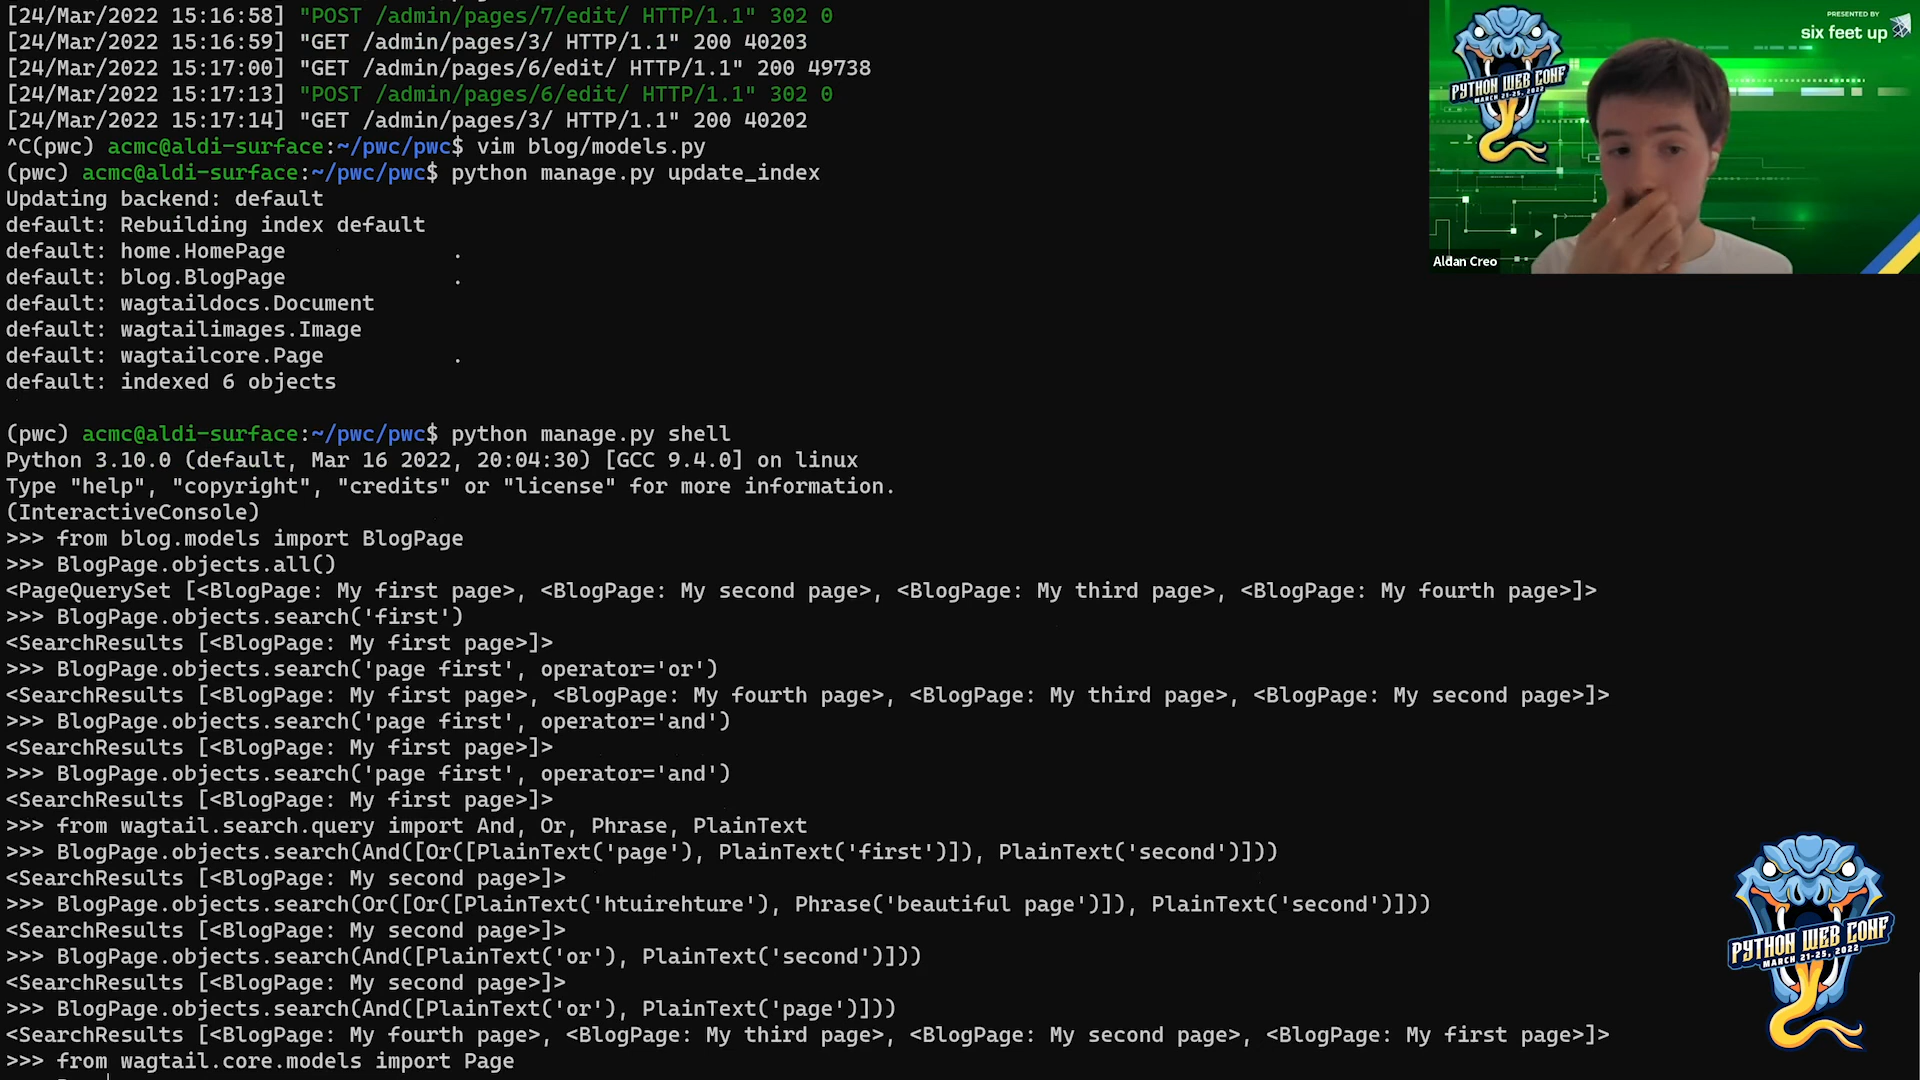 [24/Mar/2022 15:16:58] "POST /admin/pages/7/edit/ HTTP/1.1" 302 0
[24/Mar/2022 15:16:59] "GET /admin/pages/3/ HTTP/1.1" 200 40203
[24/Mar/2022 15:17:00] "GET /admin/pages/6/edit/ HTTP/1.1" 200 49738
[24/Mar/2022 15:17:13] "POST /admin/pages/6/edit/ HTTP/1.1" 302 0
[24/Mar/2022 15:17:14] "GET /admin/pages/3/ HTTP/1.1" 200 40202
^C(pwc) acmc@aldi-surface:~/pwc/pwc$ vim blog/models.py
(pwc) acmc@aldi-surface:~/pwc/pwc$ python manage.py update_index
Updating backend: default
default: Rebuilding index default
default: home.HomePage .
default: blog.BlogPage .
default: wagtaildocs.Document
default: wagtailimages.Image
default: wagtailcore.Page .
default: indexed 6 objects
(pwc) acmc@aldi-surface:~/pwc/pwc$ python manage.py shell
Python 3.10.0 (default, Mar 16 2022, 20:04:30) [GCC 9.4.0] on linux
Type "help", "copyright", "credits" or "license" for more information.
(InteractiveConsole)
>>> from blog.models import BlogPage
>>> BlogPage.objects.all()
<PageQuerySet [<BlogPage: My first page>, <BlogPage: My second page>, <BlogPage: My third page>, <BlogPage: My fourth page>]>
>>> BlogPage.objects.search('first')
<SearchResults [<BlogPage: My first page>]>
>>> BlogPage.objects.search('page first', operator='or')
<SearchResults [<BlogPage: My first page>, <BlogPage: My fourth page>, <BlogPage: My third page>, <BlogPage: My second page>]>
>>> BlogPage.objects.search('page first', operator='and')
<SearchResults [<BlogPage: My first page>]>
>>> BlogPage.objects.search('page first', operator='and')
<SearchResults [<BlogPage: My first page>]>
>>> from wagtail.search.query import And, Or, Phrase, PlainText
>>> BlogPage.objects.search(And([Or([PlainText('page'), PlainText('first')]), PlainText('second')]))
<SearchResults [<BlogPage: My second page>]>
>>> BlogPage.objects.search(Or([Or([PlainText('htuirehture'), Phrase('beautiful page')]), PlainText('second')]))
<SearchResults [<BlogPage: My second page>]>
>>> BlogPage.objects.search(And([PlainText('or'), PlainText('second')]))
<SearchResults [<BlogPage: My second page>]>
>>> BlogPage.objects.search(And([PlainText('or'), PlainText('page')]))
<SearchResults [<BlogPage: My fourth page>, <BlogPage: My third page>, <BlogPage: My second page>, <BlogPage: My first page>]>
>>> from wagtail.core.models import Page
PRESENTED BY
six feet up
PYTHON WEB CONF
MARCH 21-25, 2022
Aldan Creo
PYTHON WEB CONF
MARCH 21-25, 2022